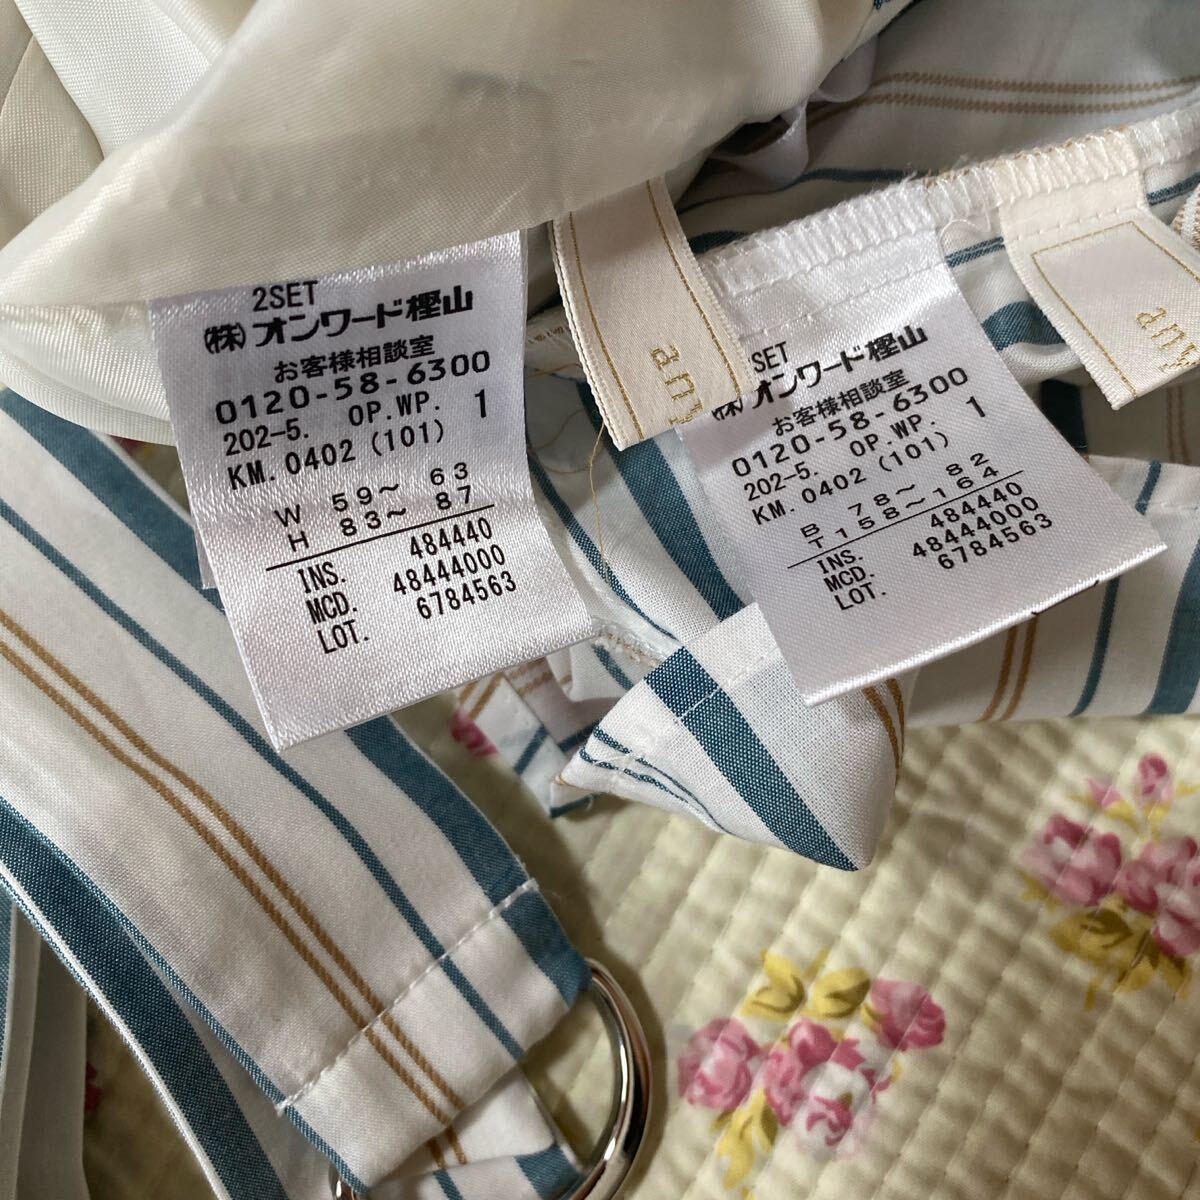 2SET
㈱オンワード樫山
お客様相談室
0120-58-6300
202-5. OP.WP. 1
KM.0402 (101)
W 59〜 63
H 83〜 87
INS. 484440
MCD. 48444000
LOT. 6784563
any
SET
㈱オンワード樫山
お客様相談室
0120-58-6300
202-5. OP.WP. 1
KM.0402 (101)
B 78〜 82
T 158〜164
INS. 484440
MCD. 48444000
LOT. 6784563
any